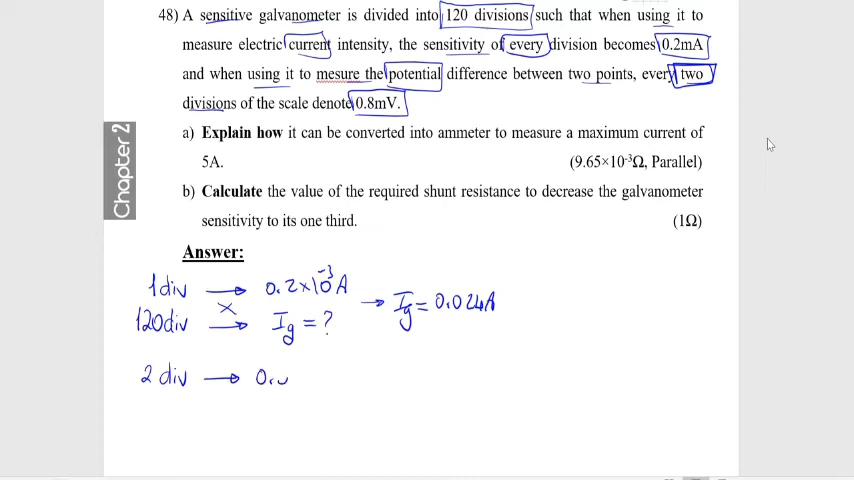 48) A sensitive galvanometer is divided into 120 divisions such that when using it to
measure electric current intensity, the sensitivity of every division becomes 0.2mA
and when using it to mesure the potential difference between two points, every two
divisions of the scale denote 0.8mV.
a) Explain how it can be converted into ammeter to measure a maximum current of
5A. (9.65×10⁻³Ω, Parallel)
b) Calculate the value of the required shunt resistance to decrease the galvanometer
sensitivity to its one third. (1Ω)
Chapter 2
Answer:
1 div → 0.2×10⁻³A
× → Ig = 0.024A
120div → Ig = ?
2 div → 0.